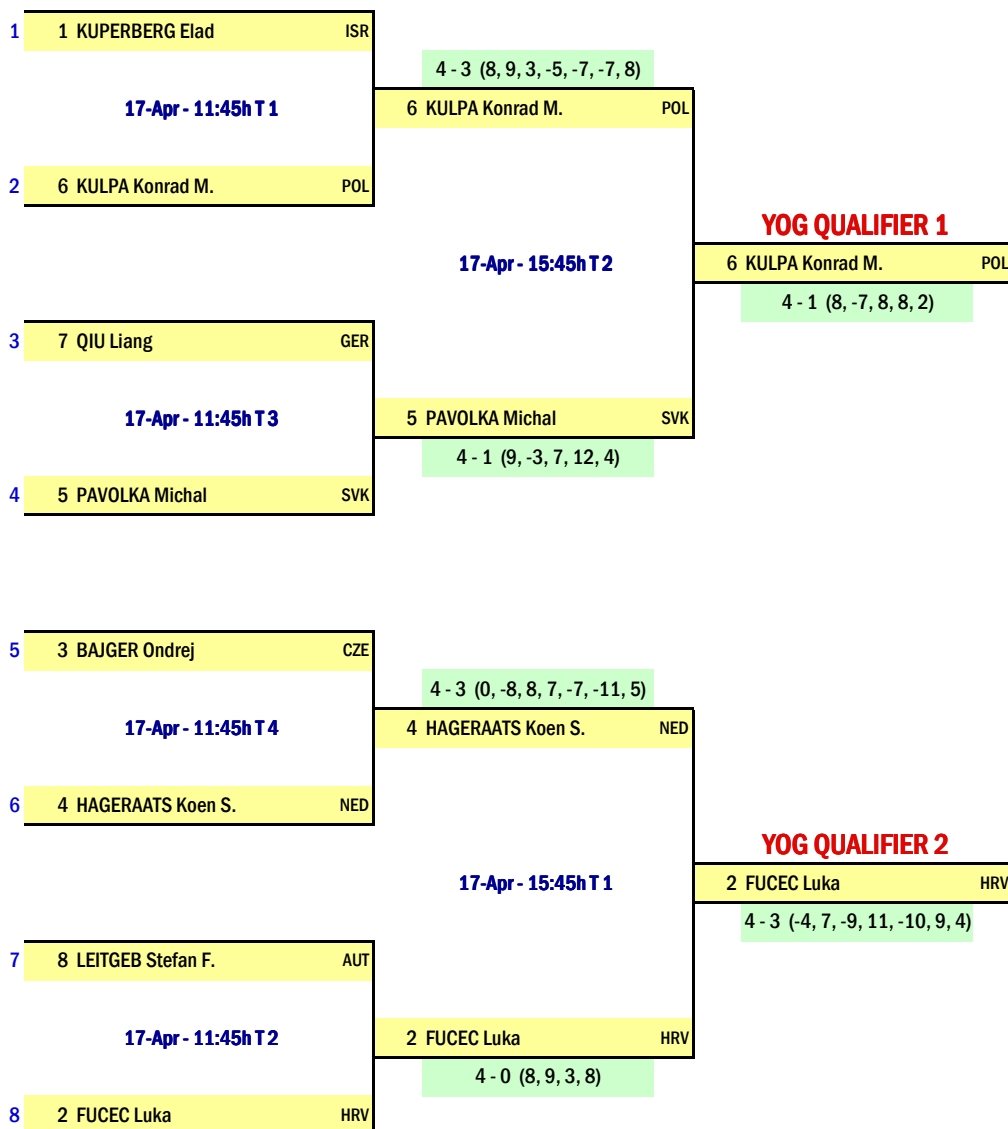 1 1 KUPERBERG Elad ISR
4 - 3 (8, 9, 3, -5, -7, -7, 8)
17-Apr - 11:45h T 1
6 KULPA Konrad M. POL
2 6 KULPA Konrad M. POL
YOG QUALIFIER 1
17-Apr - 15:45h T 2
6 KULPA Konrad M. POL
4 - 1 (8, -7, 8, 8, 2)
3 7 QIU Liang GER
17-Apr - 11:45h T 3
5 PAVOLKA Michal SVK
4 - 1 (9, -3, 7, 12, 4)
4 5 PAVOLKA Michal SVK
5 3 BAJGER Ondrej CZE
4 - 3 (0, -8, 8, 7, -7, -11, 5)
17-Apr - 11:45h T 4
4 HAGERAATS Koen S. NED
6 4 HAGERAATS Koen S. NED
YOG QUALIFIER 2
17-Apr - 15:45h T 1
2 FUCEC Luka HRV
4 - 3 (-4, 7, -9, 11, -10, 9, 4)
7 8 LEITGEB Stefan F. AUT
17-Apr - 11:45h T 2
2 FUCEC Luka HRV
4 - 0 (8, 9, 3, 8)
8 2 FUCEC Luka HRV